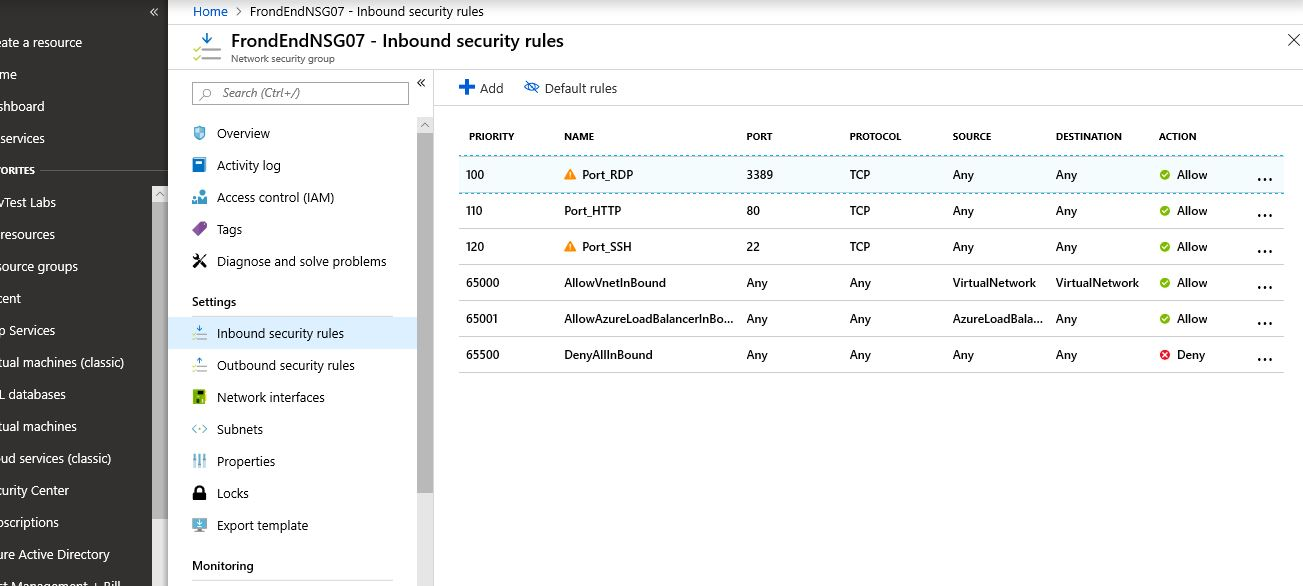 «
Home > FrondEndNSG07 - Inbound security rules
FrondEndNSG07 - Inbound security rules
Network security group
eate a resource
me
shboard
services
ORITES
vTest Labs
resources
source groups
cent
p Services
tual machines (classic)
L databases
tual machines
oud services (classic)
curity Center
oscriptions
ure Active Directory
st Management + Bill
Search (Ctrl+/)
«
Overview
Activity log
Access control (IAM)
Tags
Diagnose and solve problems
Settings
Inbound security rules
Outbound security rules
Network interfaces
Subnets
Properties
Locks
Export template
Monitoring
Add Default rules
PRIORITY NAME PORT PROTOCOL SOURCE DESTINATION ACTION
100 Port_RDP 3389 TCP Any Any Allow ...
110 Port_HTTP 80 TCP Any Any Allow ...
120 Port_SSH 22 TCP Any Any Allow ...
65000 AllowVnetInBound Any Any VirtualNetwork VirtualNetwork Allow ...
65001 AllowAzureLoadBalancerInBo... Any Any AzureLoadBala... Any Allow ...
65500 DenyAllInBound Any Any Any Any Deny ...